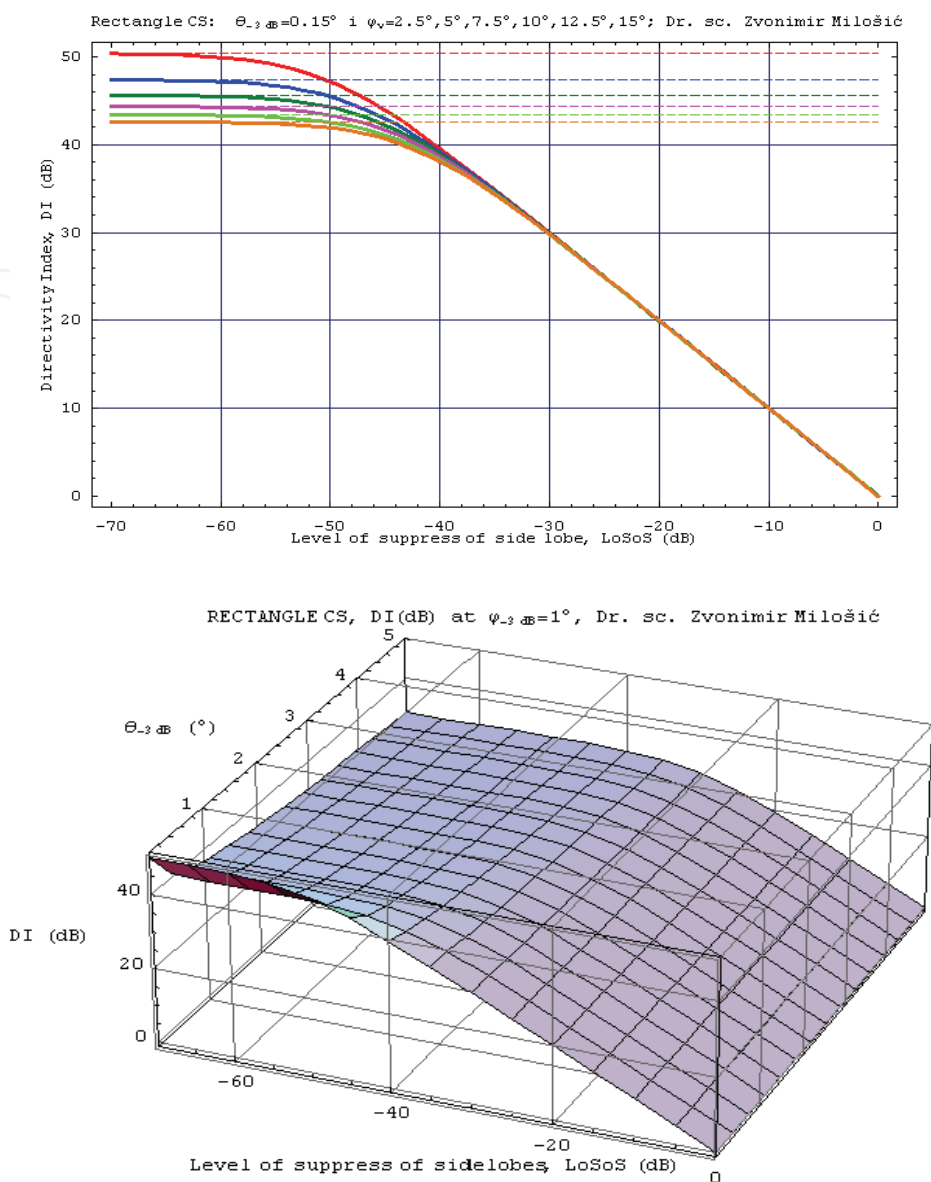 Rectangle CS: θ₋₃ dB=0.15° i φᵥ=2.5°,5°,7.5°,10°,12.5°,15°; Dr. sc. Zvonimir Milošić
50
40
30
20
10
0
Directivity Index, DI (dB)
-70 -60 -50 -40 -30 -20 -10 0
Level of suppress of side lobe, LoSoS (dB)
RECTANGLE CS, DI(dB) at φ₋₃ dB=1°, Dr. sc. Zvonimir Milošić
5
4
3
θ₋₃ dB (°)
2
1
40
DI (dB)
20
0
-60
-40
-20
0
Level of suppress of sidelobes, LoSoS (dB)